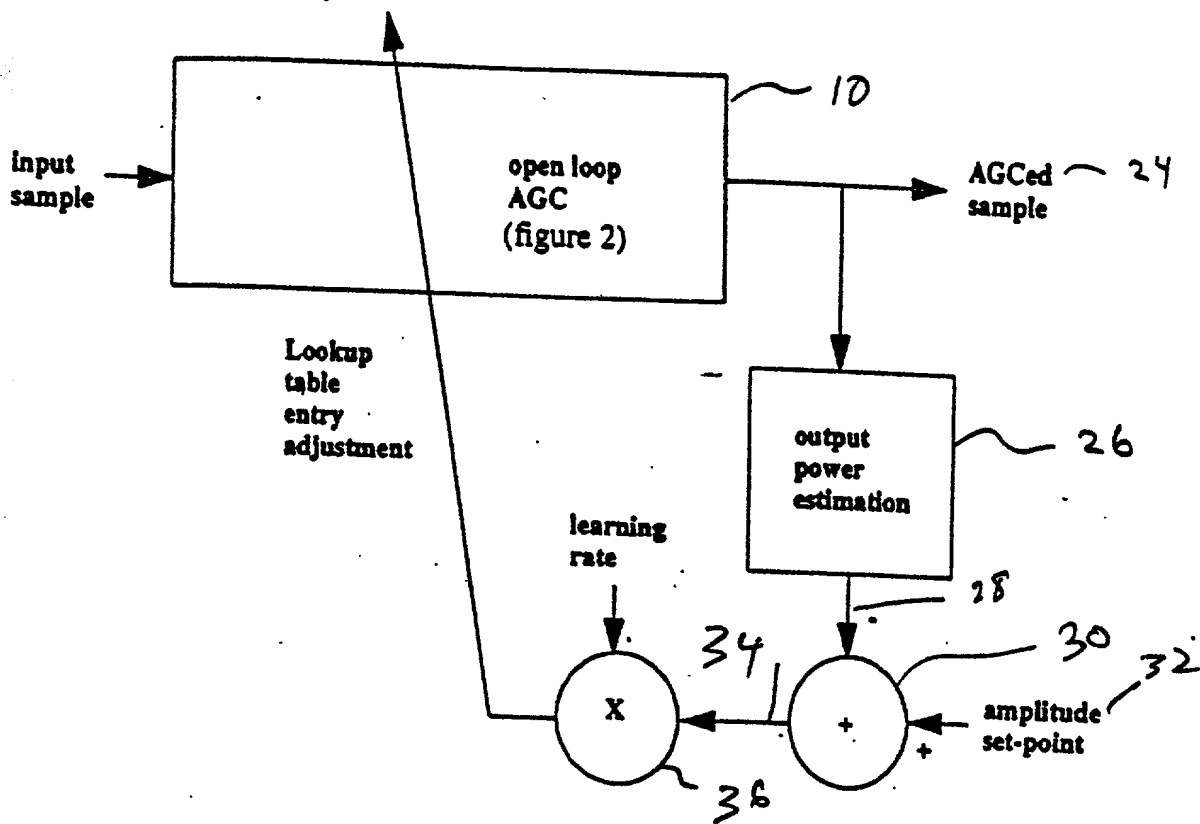 10
input
sample
open loop
AGC
(figure 2)
AGCed
sample
24
Lookup
table
entry
adjustment
-
output
power
estimation
26
learning
rate
28
34
30
32
X
+
+
amplitude
set-point
36